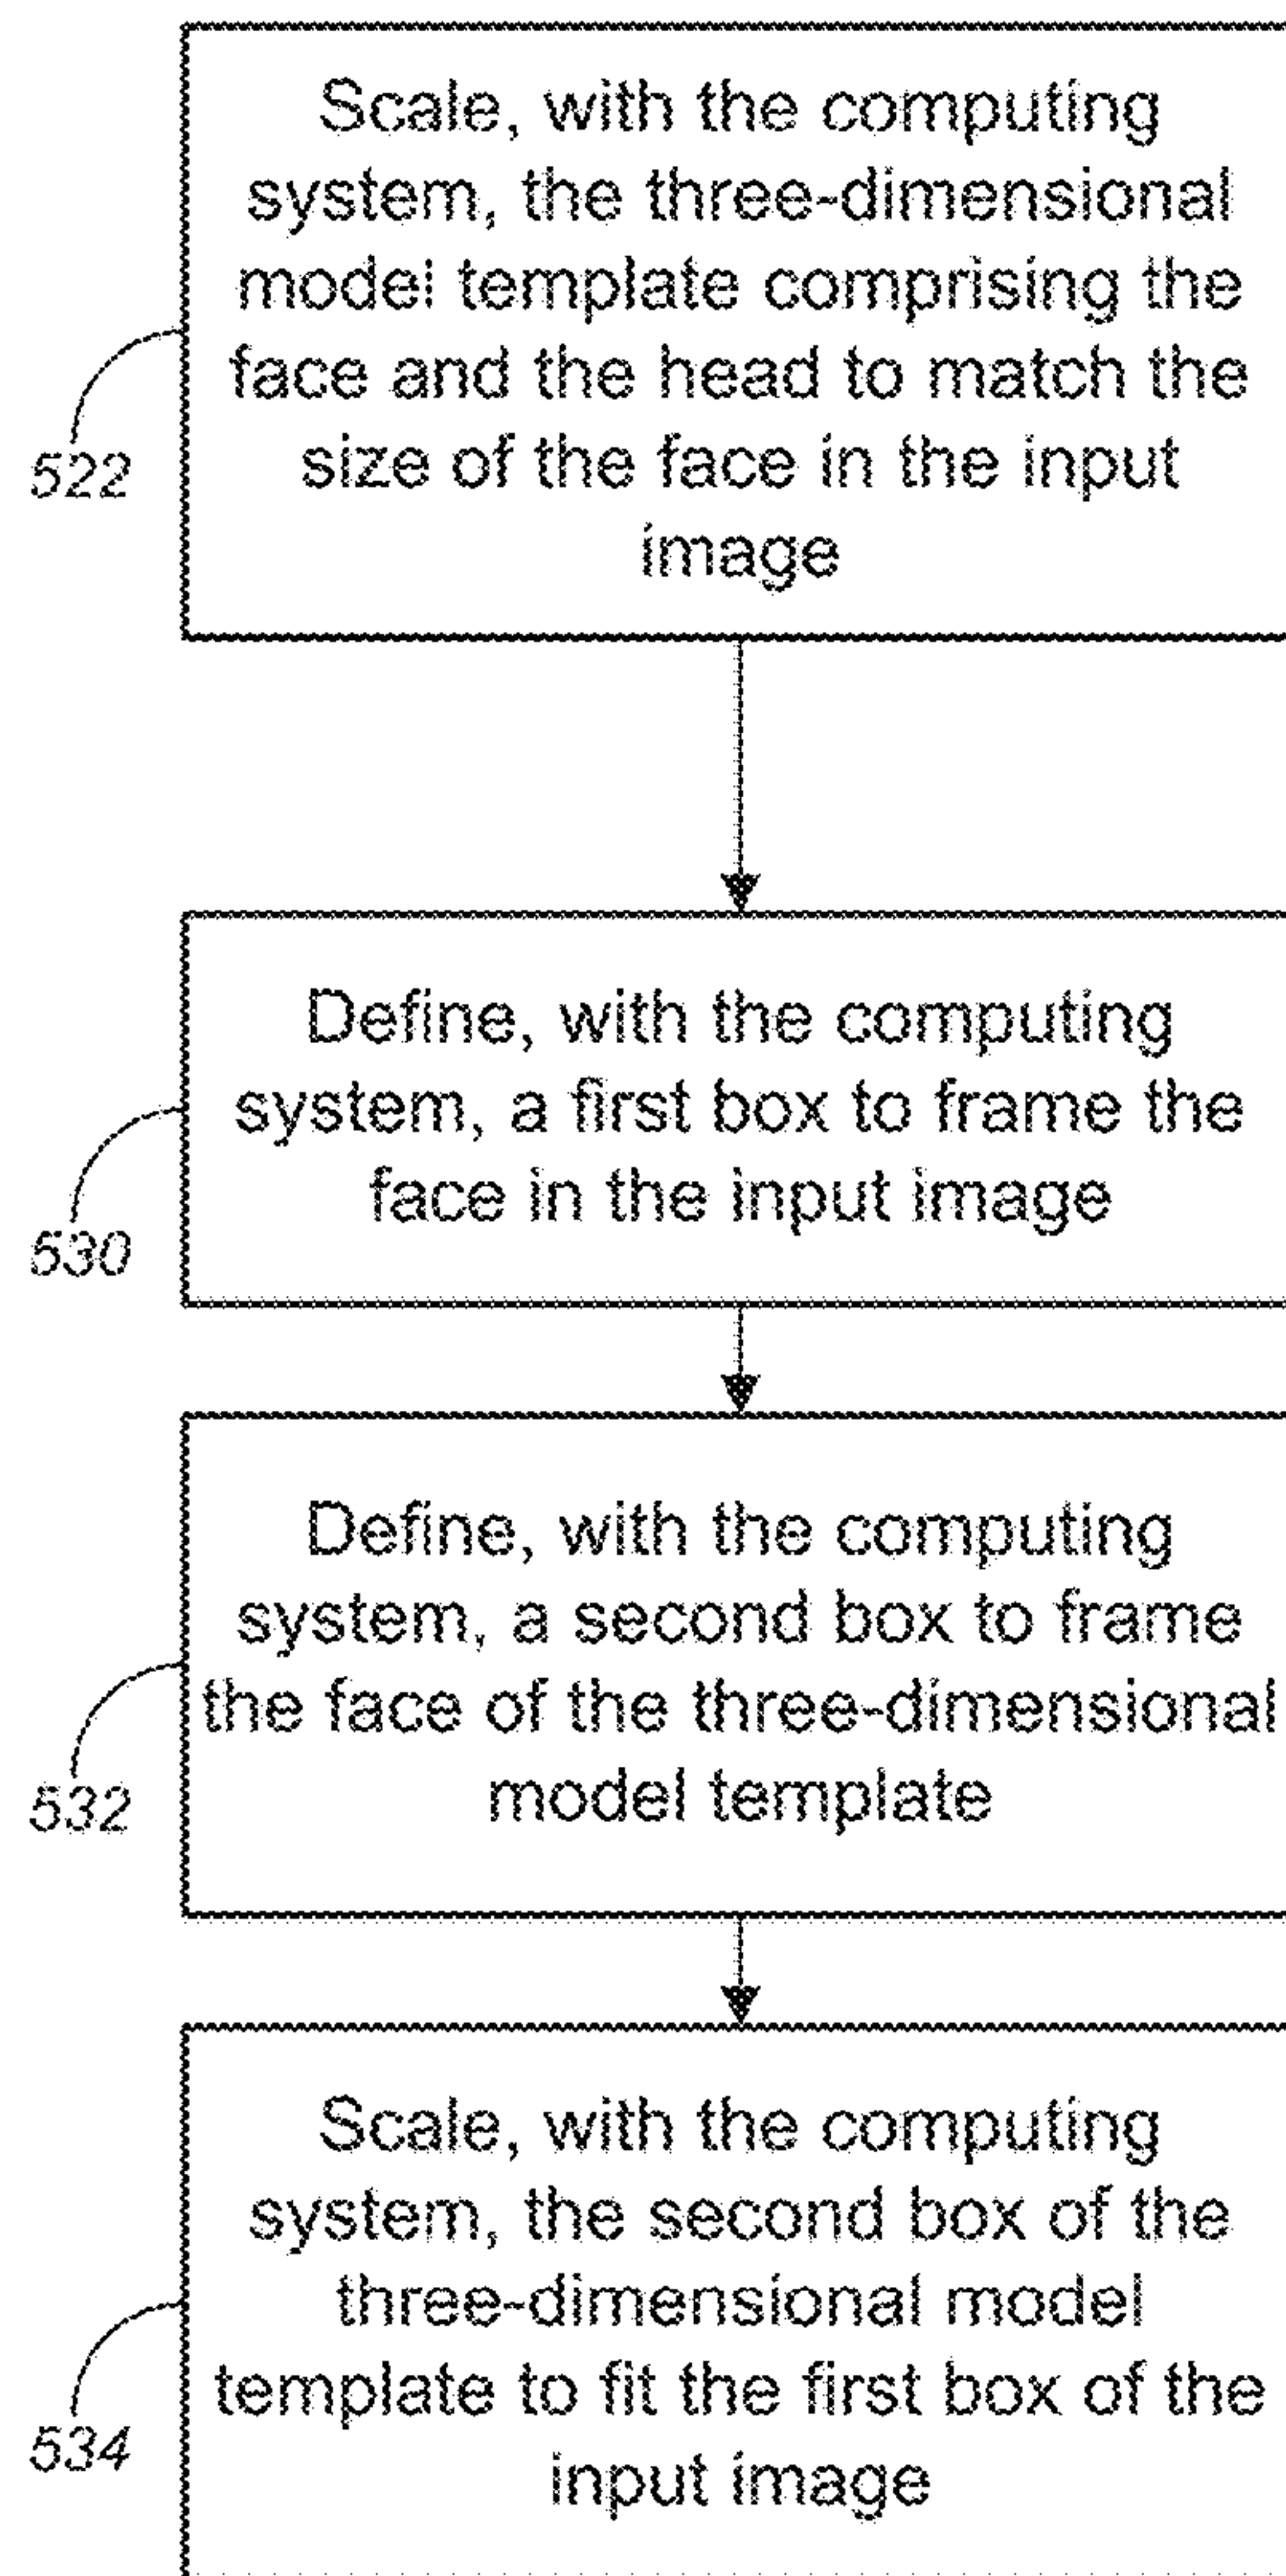 Scale, with the computing
system, the three-dimensional
model template comprising the
face and the head to match the
size of the face in the input
image
522
Define, with the computing
system, a first box to frame the
face in the input image
530
Define, with the computing
system, a second box to frame
the face of the three-dimensional
model template
532
Scale, with the computing
system, the second box of the
three-dimensional model
template to fit the first box of the
input image
534